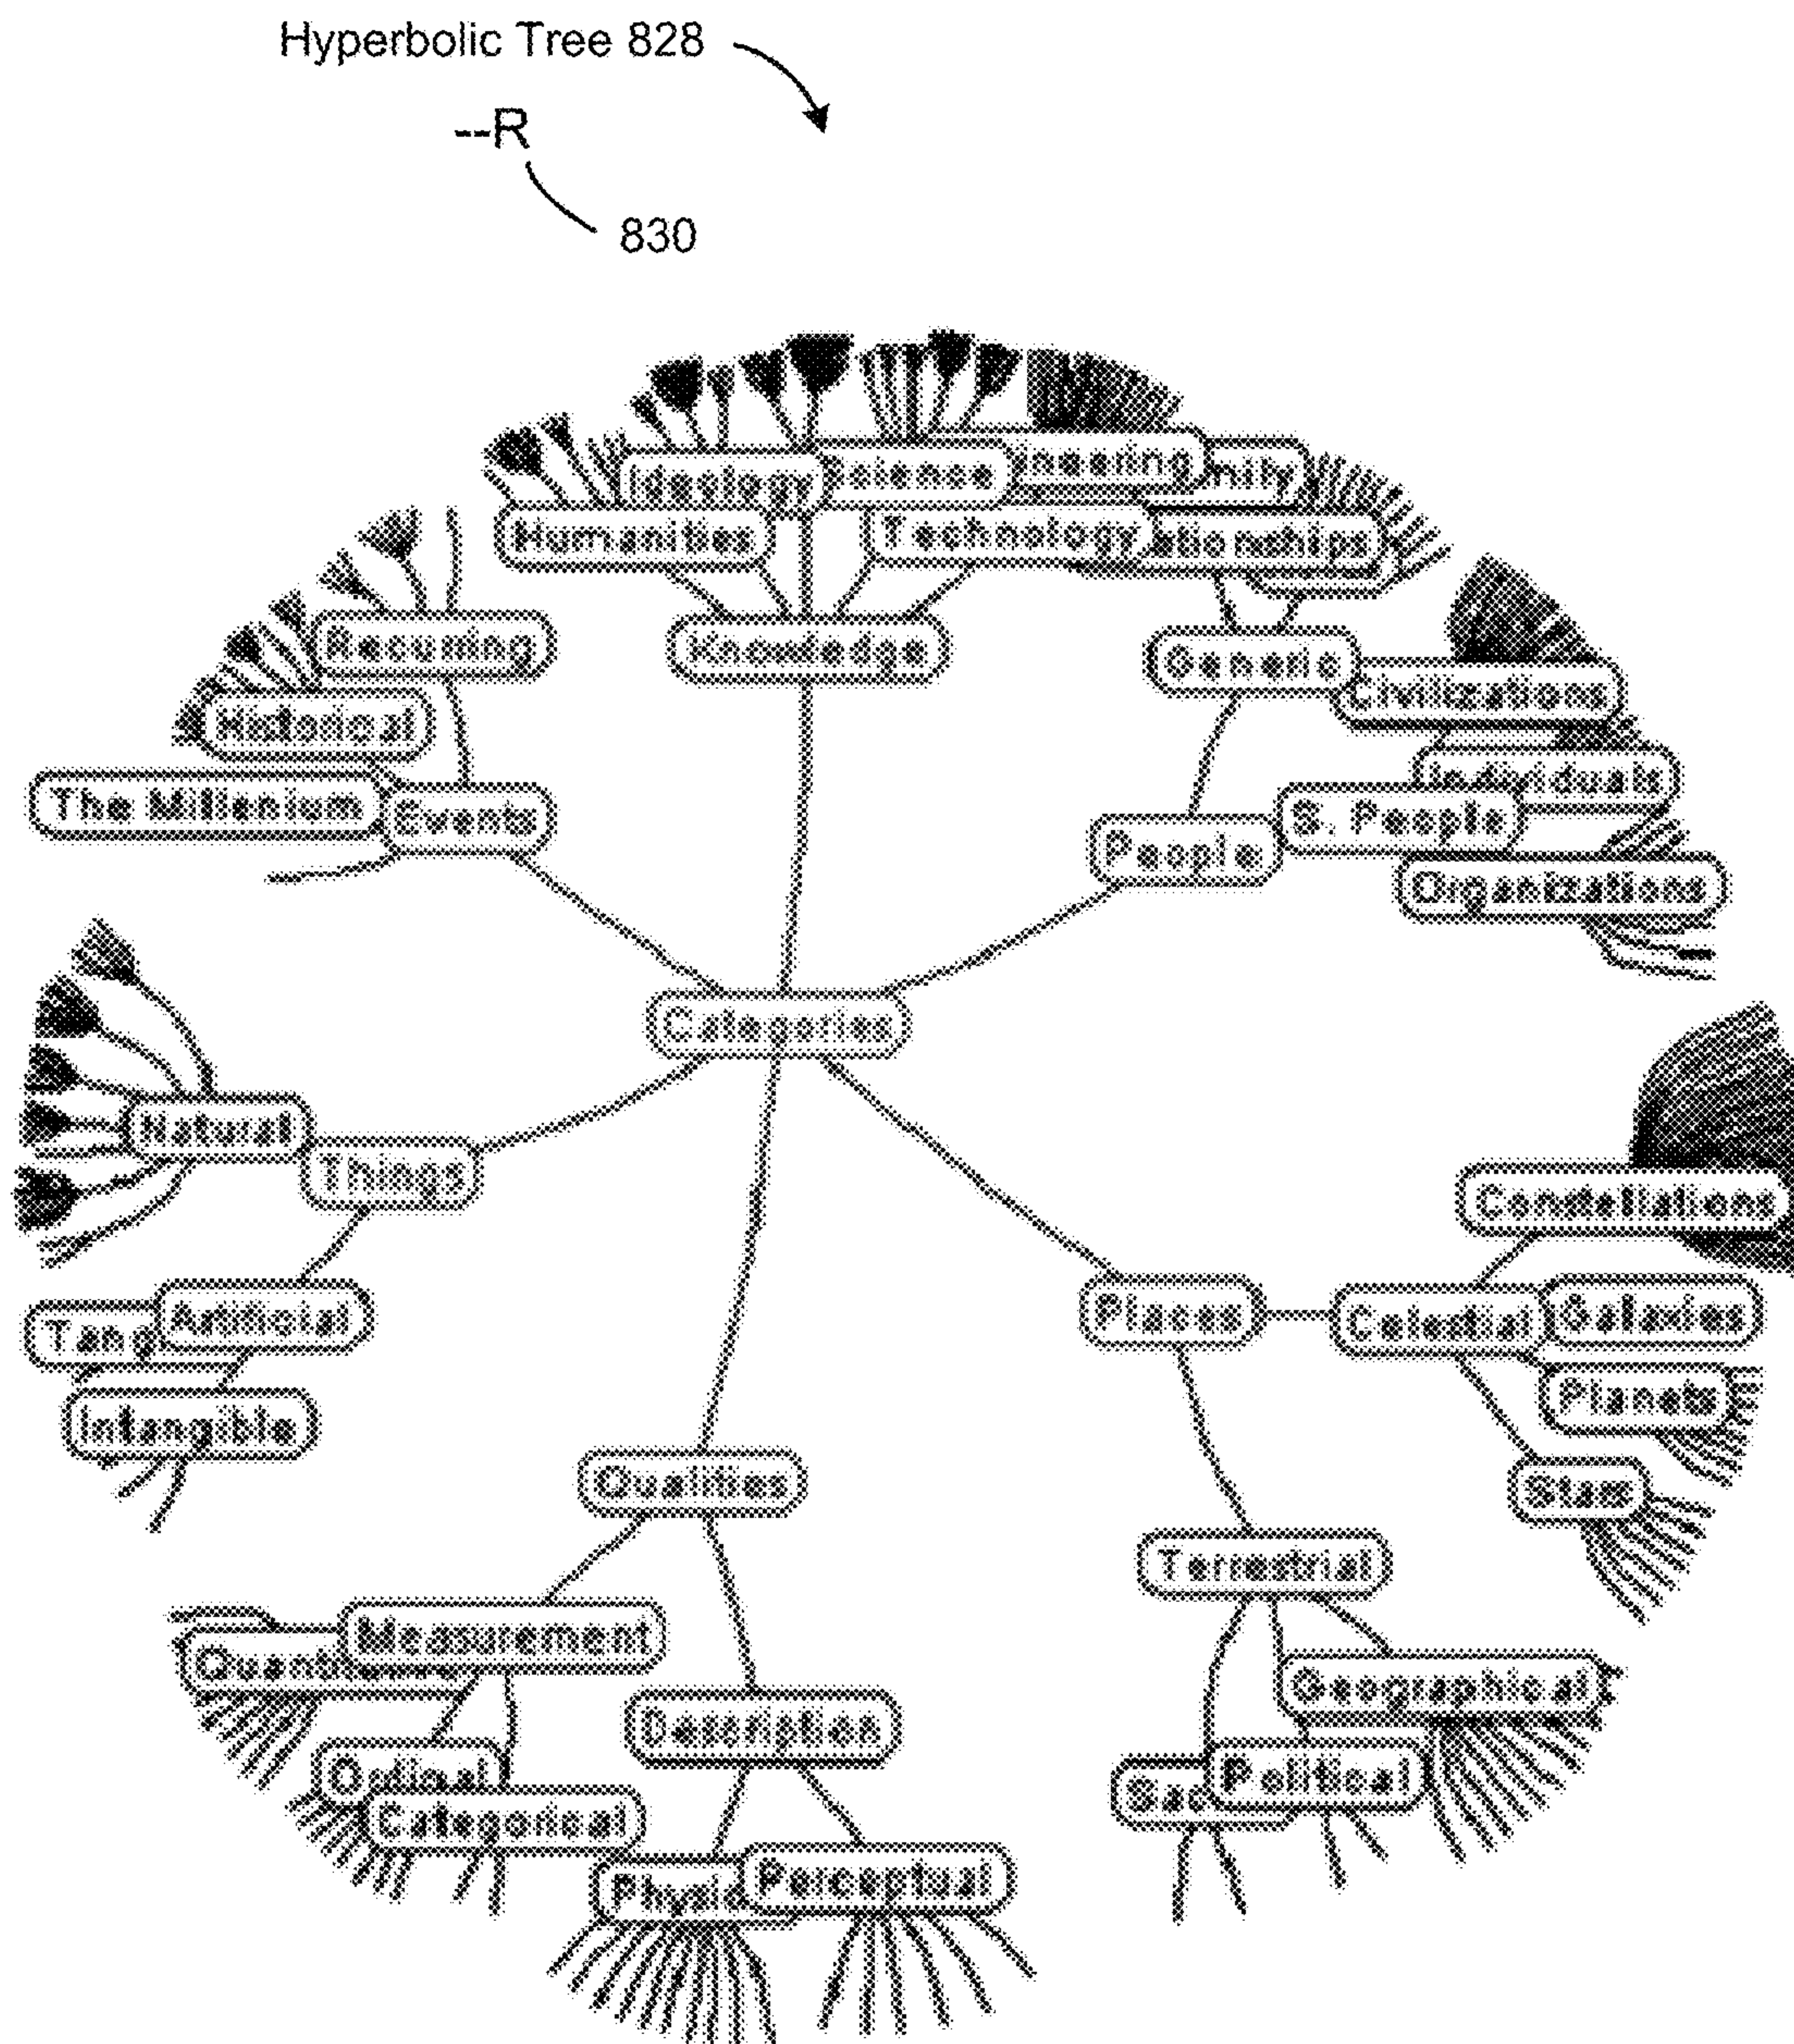 Hyperbolic Tree 828
--R
830
Ideology
Science
Humanities
Technology
Recurring
Knowledge
Generic
Historical
Civilizations
The Millenium
Events
Individuals
S. People
People
Organizations
Categories
Natural
Things
Constellations
Artificial
Places
Celestial
Galaxies
Planets
Intangible
Qualities
Stars
Terrestrial
Measurement
Geographical
Description
Ordinal
Political
Categorical
Perceptual